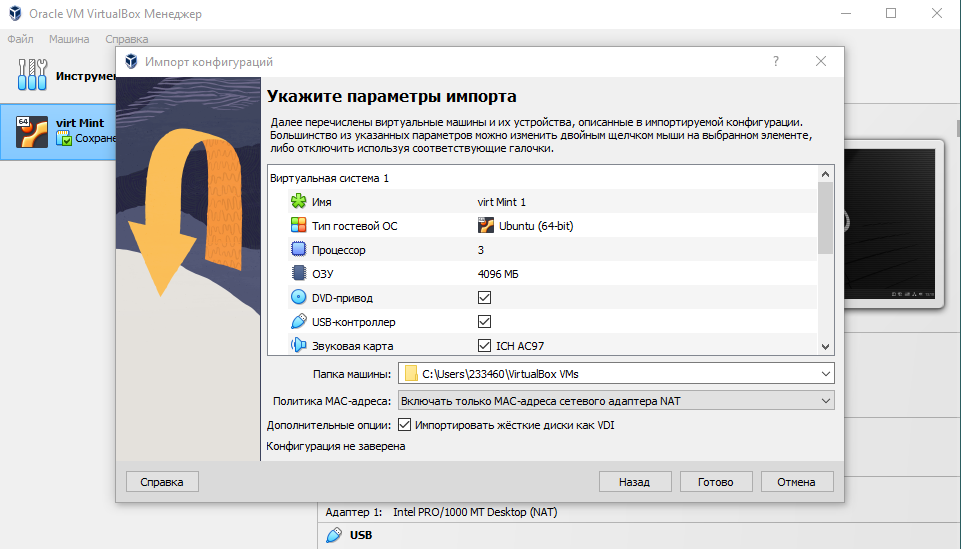 Oracle VM VirtualBox Менеджер
Файл Машина Справка
Импорт конфигураций
?
64
virt Mint
Укажите параметры импорта
Далее перечислены виртуальные машины и их устройства, описанные в импортируемой конфигурации.
Большинство из указанных параметров можно изменить двойным щелчком мыши на выбранном элементе,
либо отключить используя соответствующие галочки.
Виртуальная система 1
Имя virt Mint 1
Тип гостевой ОС Ubuntu (64-bit)
Процессор 3
ОЗУ 4096 МБ
DVD-привод
USB-контроллер
Звуковая карта ICH AC97
Папка машины: C:\Users\233460\VirtualBox VMs
Политика MAC-адреса: Включать только MAC-адреса сетевого адаптера NAT
Дополнительные опции: Импортировать жёсткие диски как VDI
Конфигурация не заверена
Справка Назад Готово Отмена
Адаптер 1: Intel PRO/1000 MT Desktop (NAT)
USB